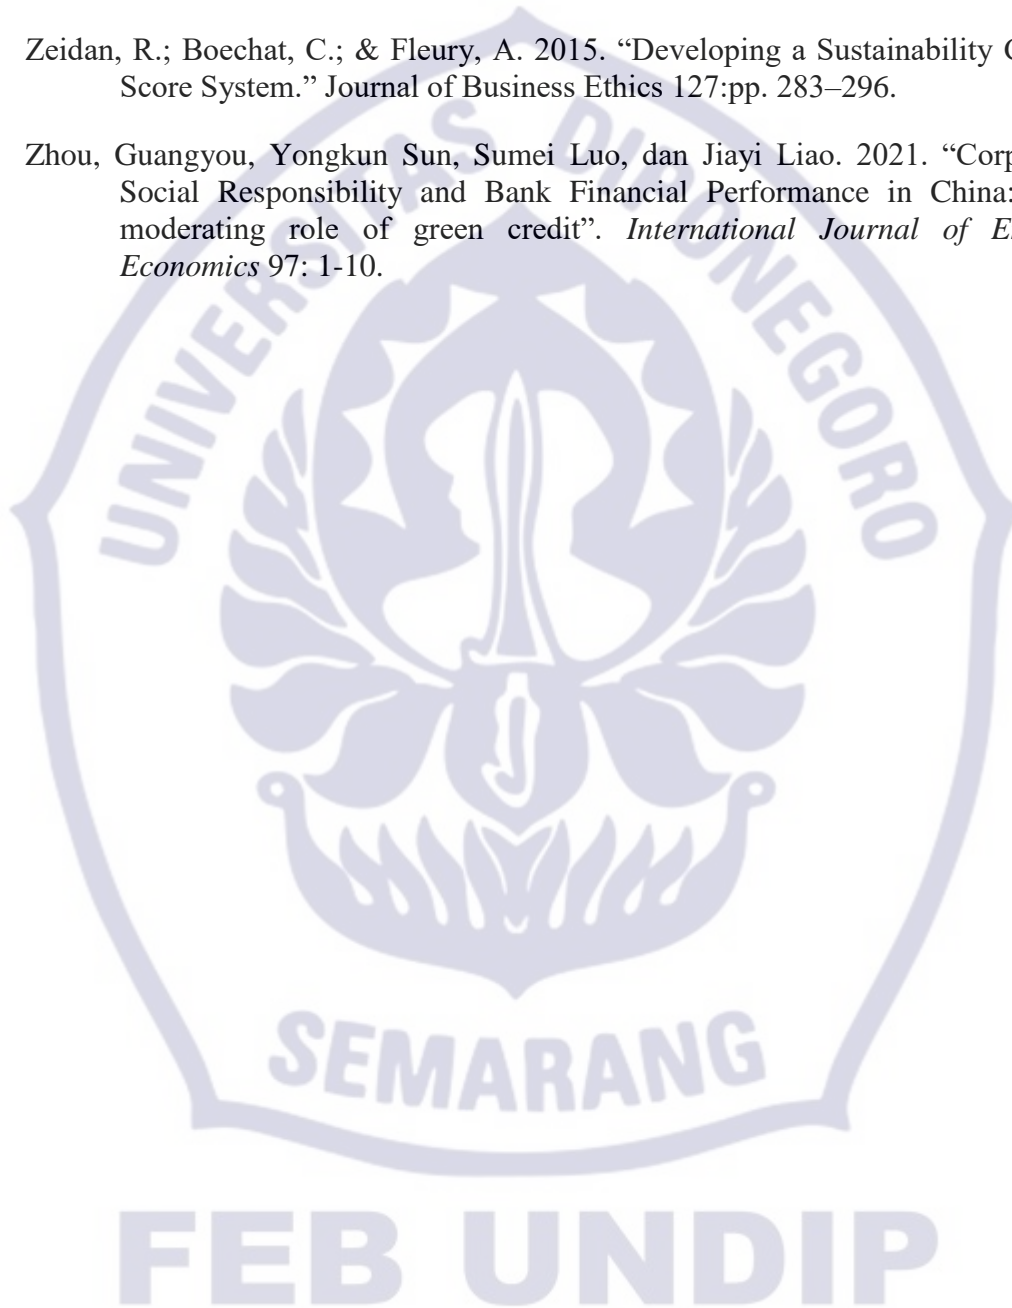 Zeidan, R.; Boechat, C.; & Fleury, A. 2015. “Developing a Sustainability
Score System.” Journal of Business Ethics 127:pp. 283–296.
Zhou, Guangyou, Yongkun Sun, Sumei Luo, dan Jiayi Liao. 2021. “Corp
Social Responsibility and Bank Financial Performance in China:
moderating role of green credit”. International Journal of E
Economics 97: 1-10.
UNIVERSITAS DIPONEGORO
SEMARANG
FEB UNDIP